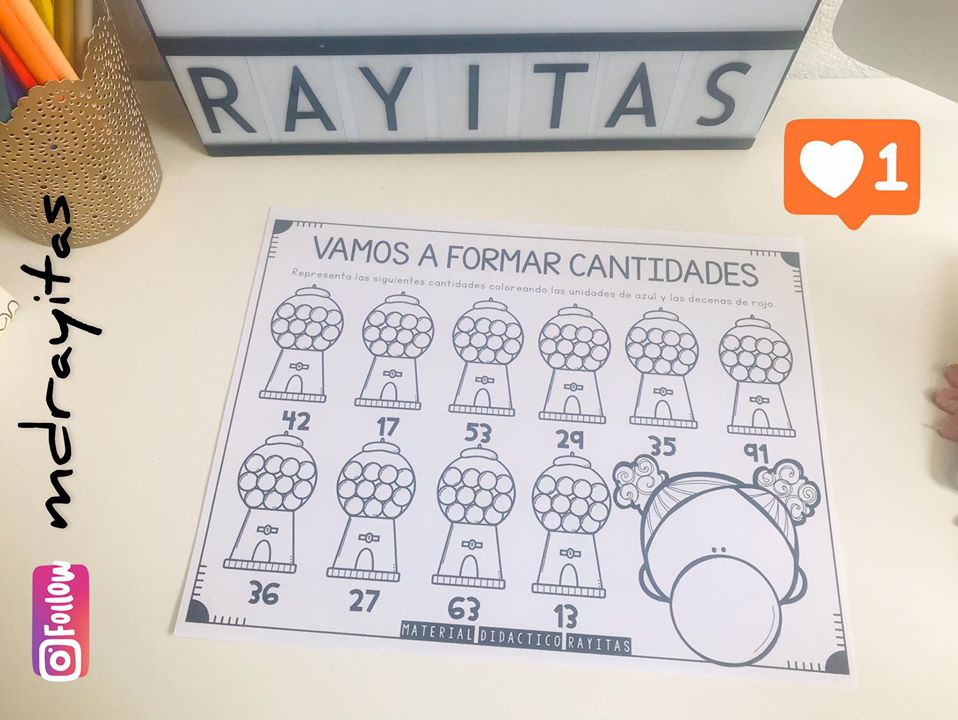 RAYITAS
1
VAMOS A FORMAR CANTIDADES
Representa las siguientes cantidades coloreando las unidades de azul y las decenas de rojo.
42 17 53 29 35 91
36 27 63 13
MATERIAL DIDACTICO RAYITAS
mdrayitas
Follow